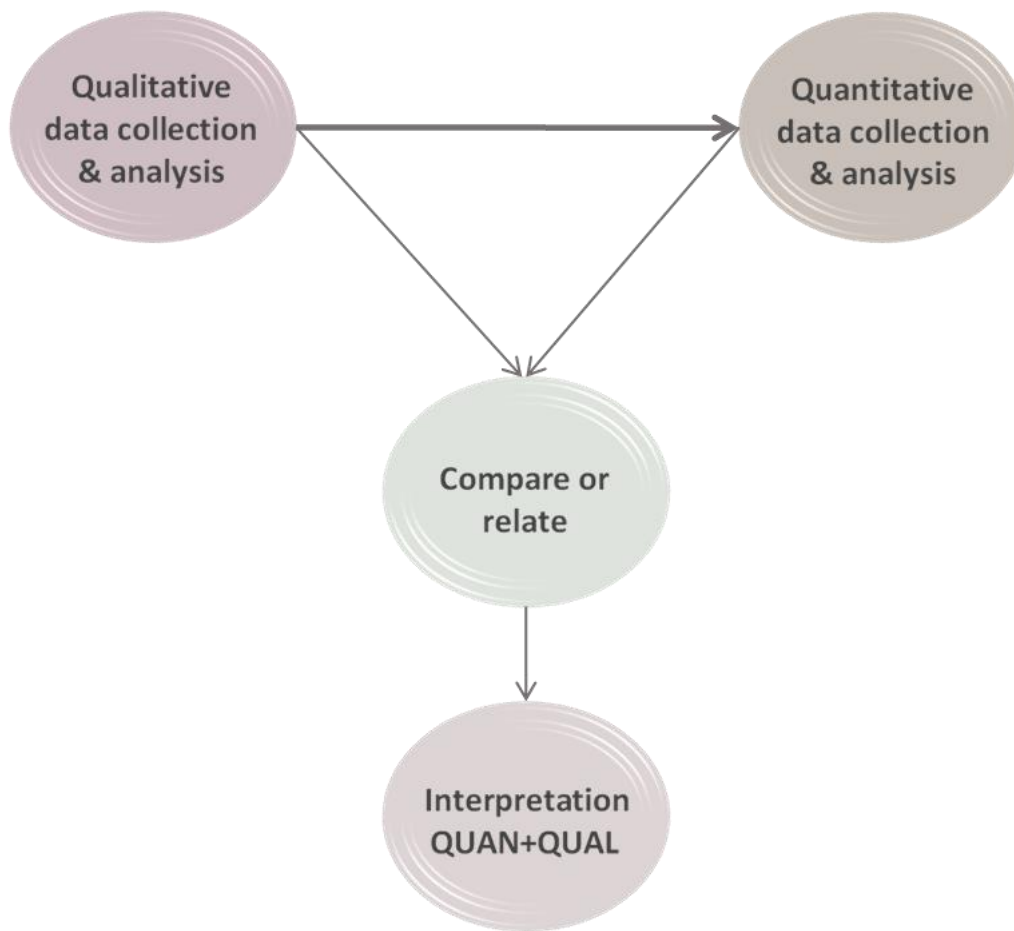 Qualitative
data collection
& analysis
Quantitative
data collection
& analysis
Compare or
relate
Interpretation
QUAN+QUAL